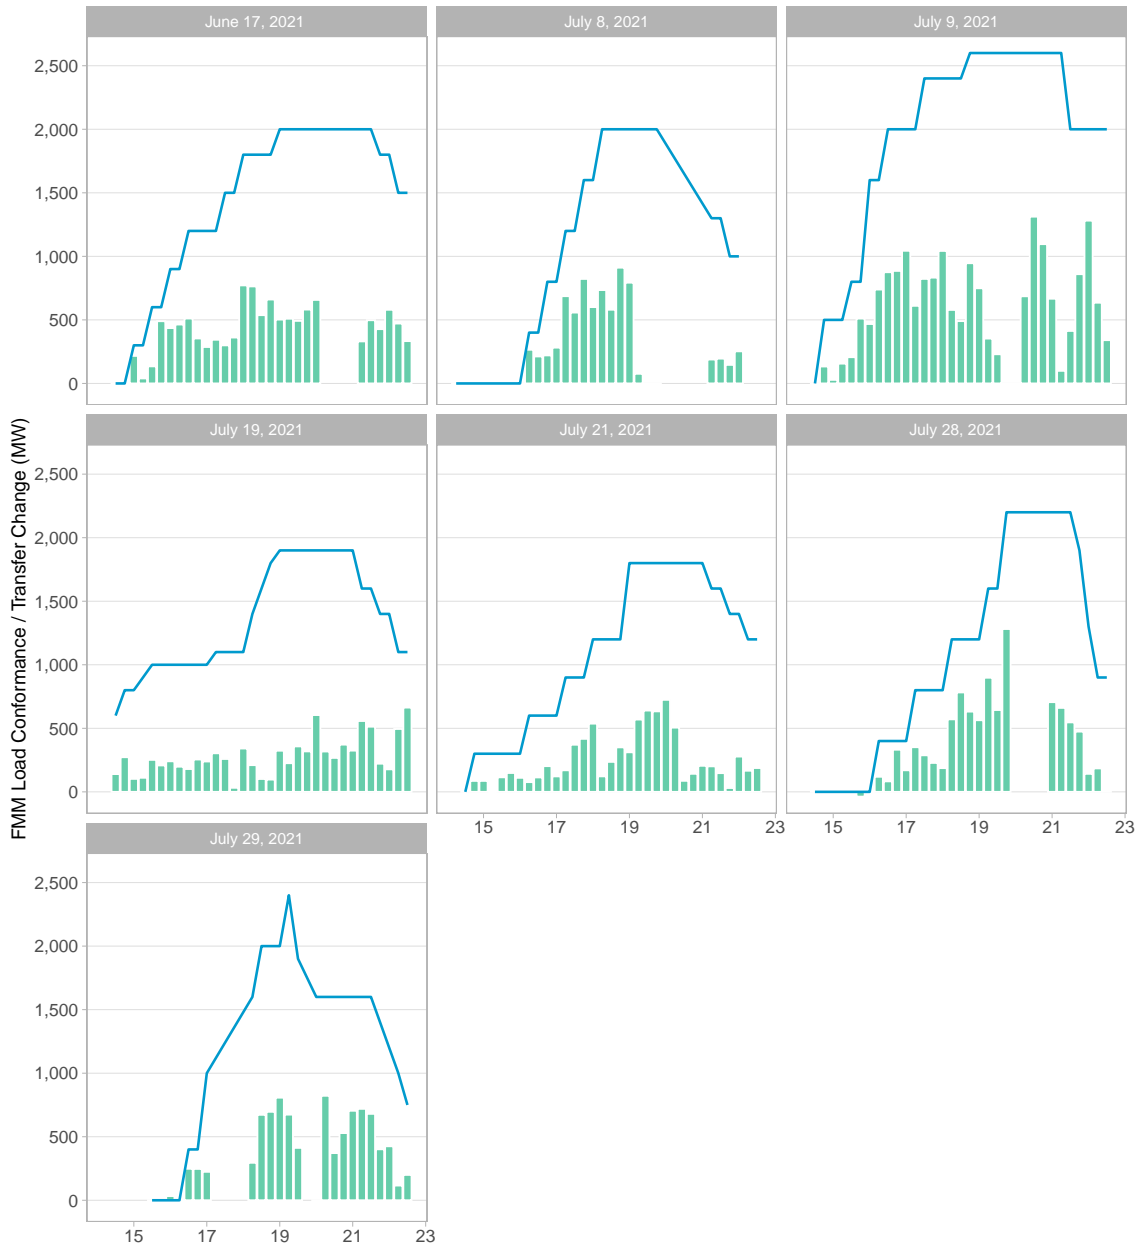 June 17, 2021
July 8, 2021
July 9, 2021
2,500
2,000
1,500
1,000
500
0
FMM Load Conformance / Transfer Change (MW)
July 19, 2021
July 21, 2021
July 28, 2021
2,500
2,000
1,500
1,000
500
0
15 17 19 21 23
15 17 19 21 23
July 29, 2021
2,500
2,000
1,500
1,000
500
0
15 17 19 21 23